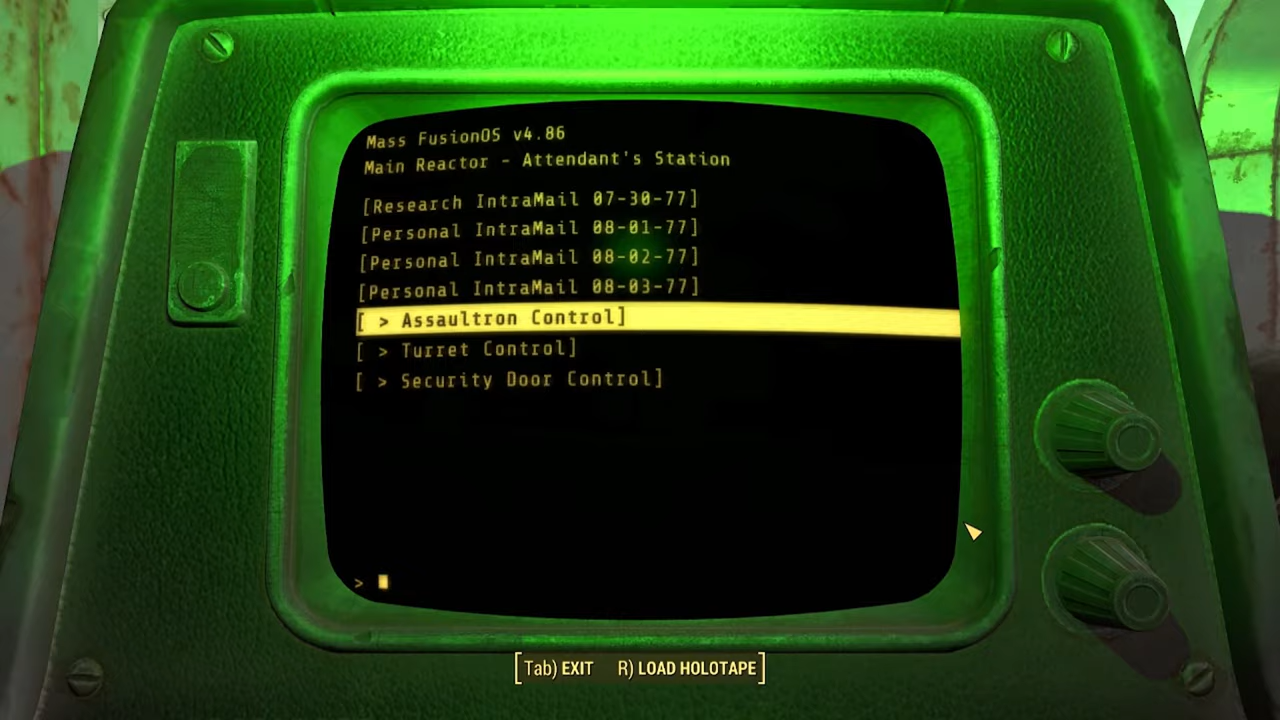 Mass FusionOS v4.86
Main Reactor - Attendant's Station
[Research IntraMail 07-30-77]
[Personal IntraMail 08-01-77]
[Personal IntraMail 08-02-77]
[Personal IntraMail 08-03-77]
[ > Assaultron Control]
[ > Turret Control]
[ > Security Door Control]
>
[Tab) EXIT R) LOAD HOLOTAPE]